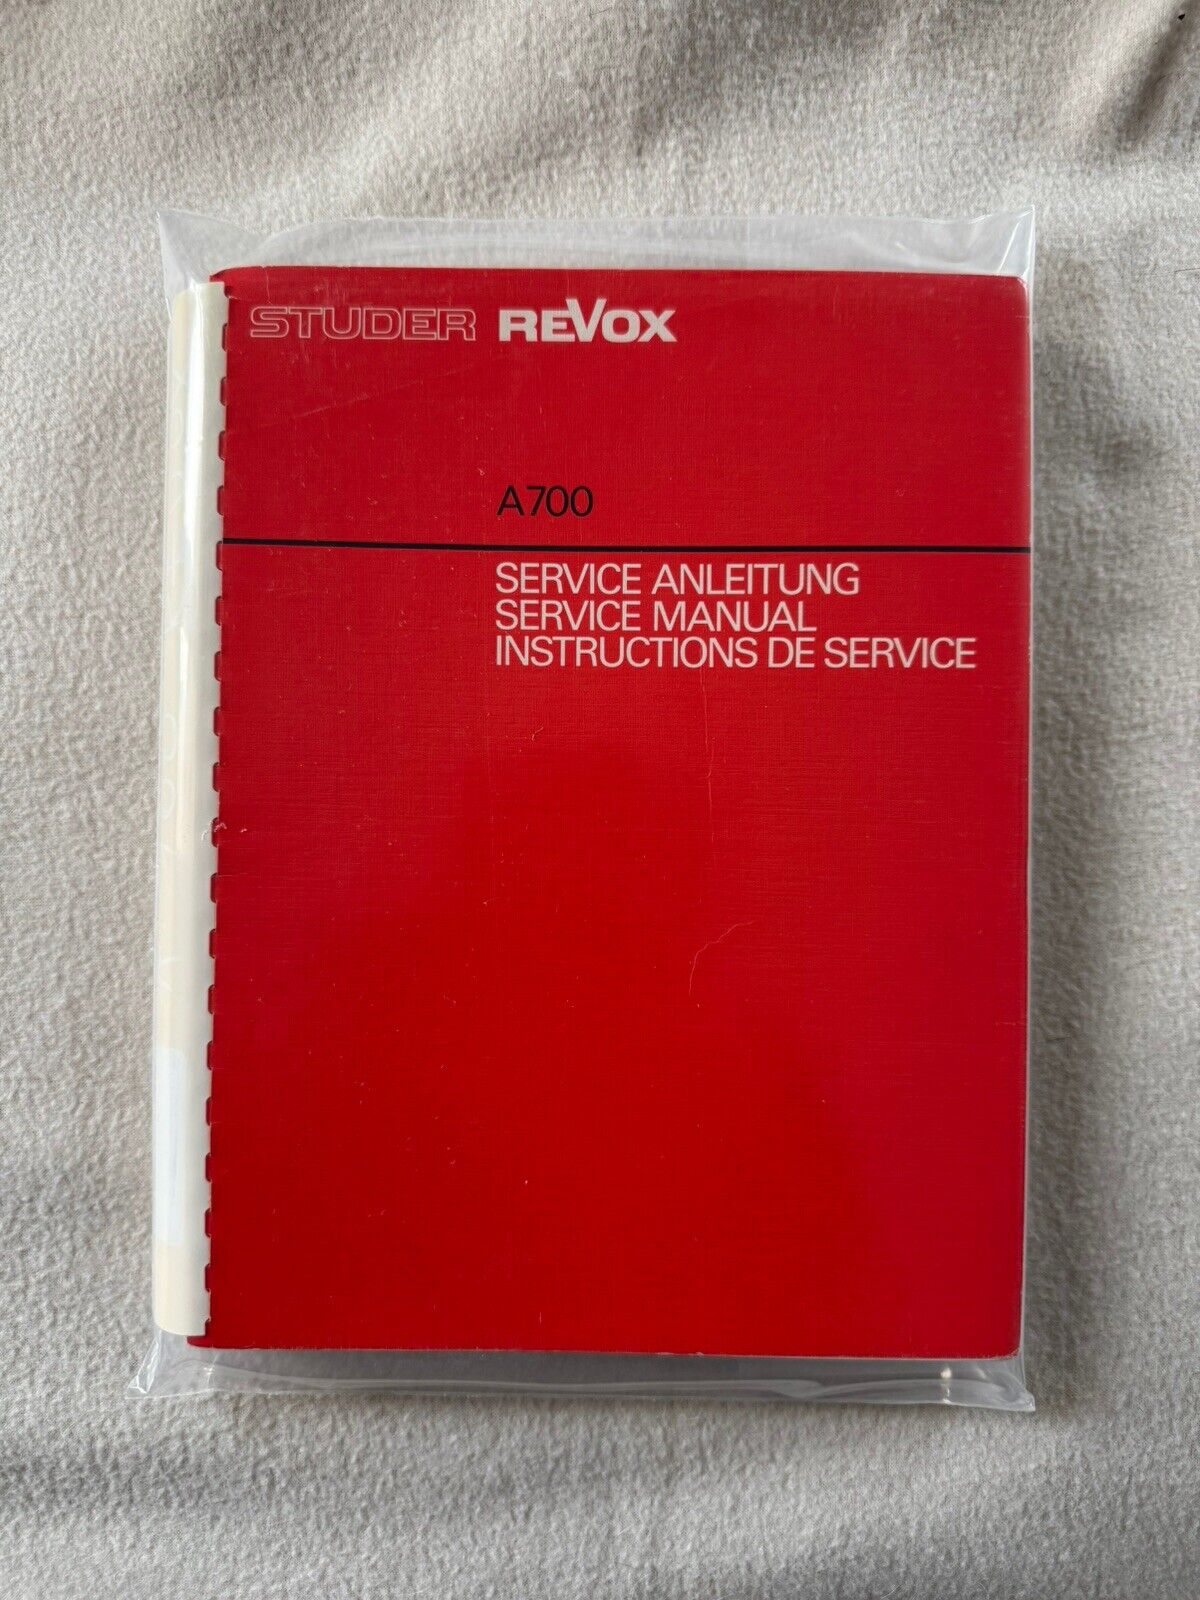 STUDER REVOX
A700
SERVICE ANLEITUNG
SERVICE MANUAL
INSTRUCTIONS DE SERVICE